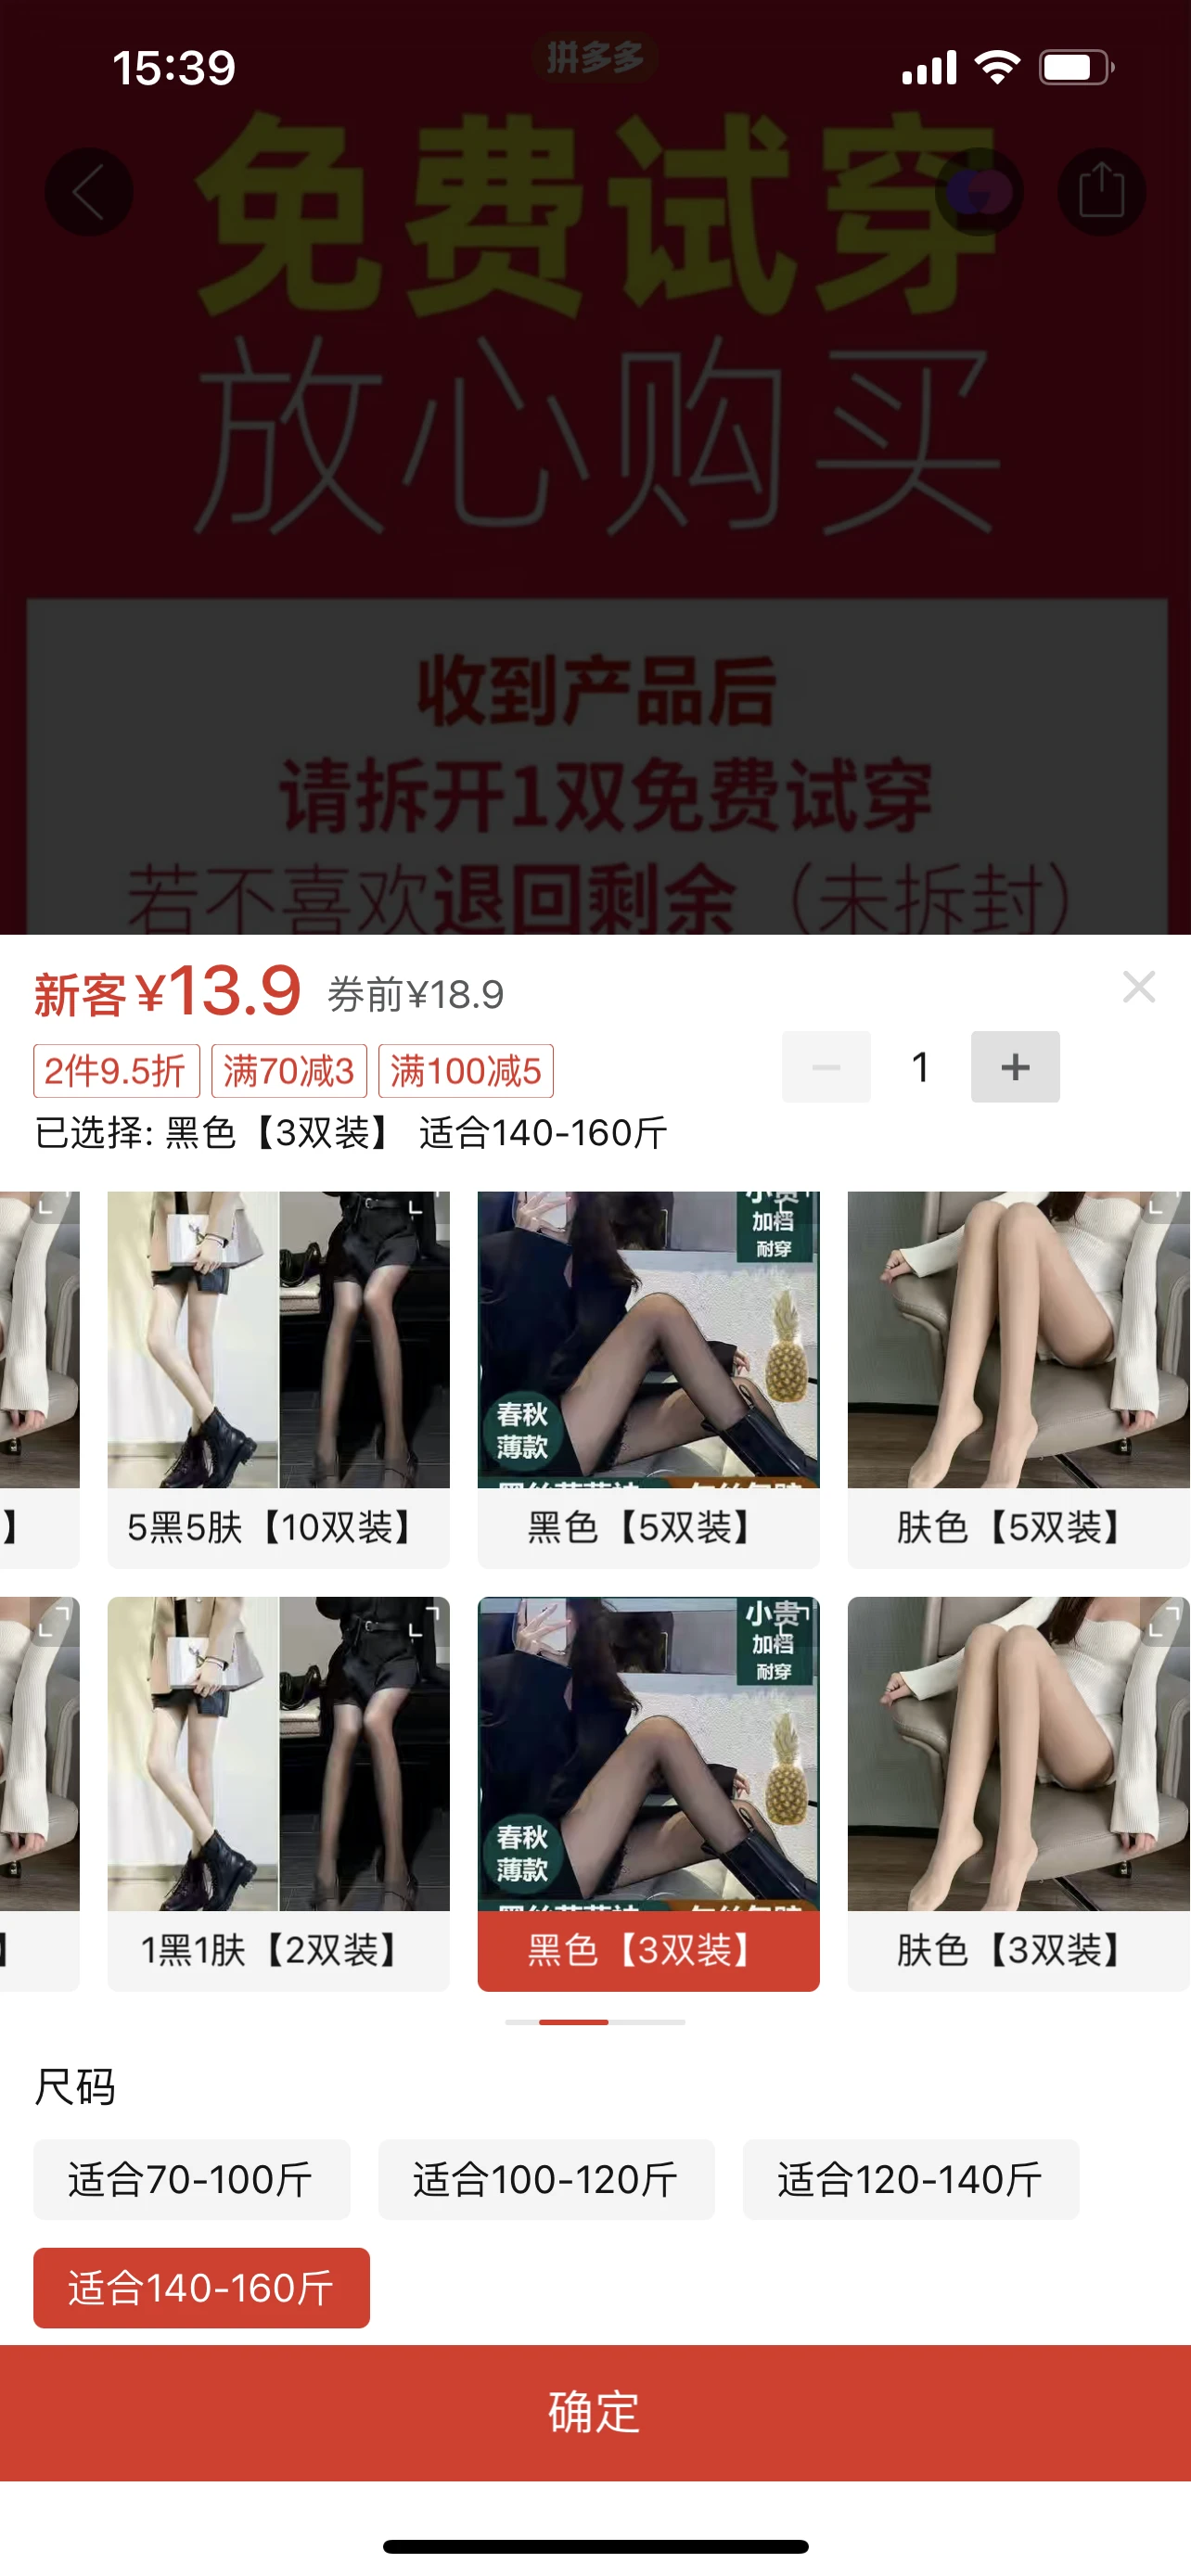 15:39
拼多多
免费试穿
放心购买
收到产品后
请拆开1双免费试穿
若不喜欢退回剩余（未拆封）
新客¥13.9 券前¥18.9
2件9.5折 满70减3 满100减5
1
已选择: 黑色【3双装】 适合140-160斤
加档
耐穿
春秋
薄款
】
5黑5肤【10双装】
黑色【5双装】
肤色【5双装】
小贵
加档
耐穿
春秋
薄款
】
1黑1肤【2双装】
黑色【3双装】
肤色【3双装】
尺码
适合70-100斤 适合100-120斤 适合120-140斤
适合140-160斤
确定